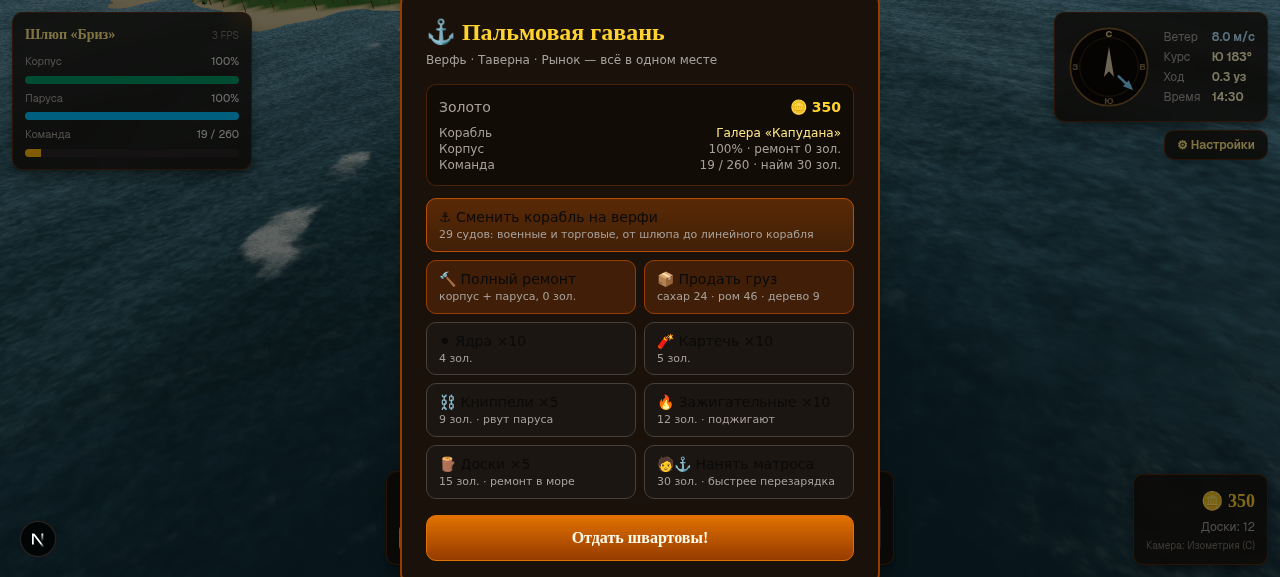 Шлюп «Бриз»
3 FPS
Корпус 100%
Паруса 100%
Команда 19 / 260
⚓ Пальмовая гавань
Верфь · Таверна · Рынок — всё в одном месте
Золото 🪙 350
Корабль Галера «Капудана»
Корпус 100% · ремонт 0 зол.
Команда 19 / 260 · найм 30 зол.
⚓ Сменить корабль на верфи
29 судов: военные и торговые, от шлюпа до линейного корабля
🔨 Полный ремонт
корпус + паруса, 0 зол.
📦 Продать груз
сахар 24 · ром 46 · дерево 9
⚫ Ядра ×10
4 зол.
🧨 Картечь ×10
5 зол.
⛓ Книппели ×5
9 зол. · рвут паруса
🔥 Зажигательные ×10
12 зол. · поджигают
🪵 Доски ×5
15 зол. · ремонт в море
🧑⚓ Нанять матроса
30 зол. · быстрее перезарядка
Отдать швартовы!
С
З В
Ю
Ветер 8.0 м/с
Курс Ю 183°
Ход 0.3 уз
Время 14:30
⚙ Настройки
🪙 350
Доски: 12
Камера: Изометрия (C)
N